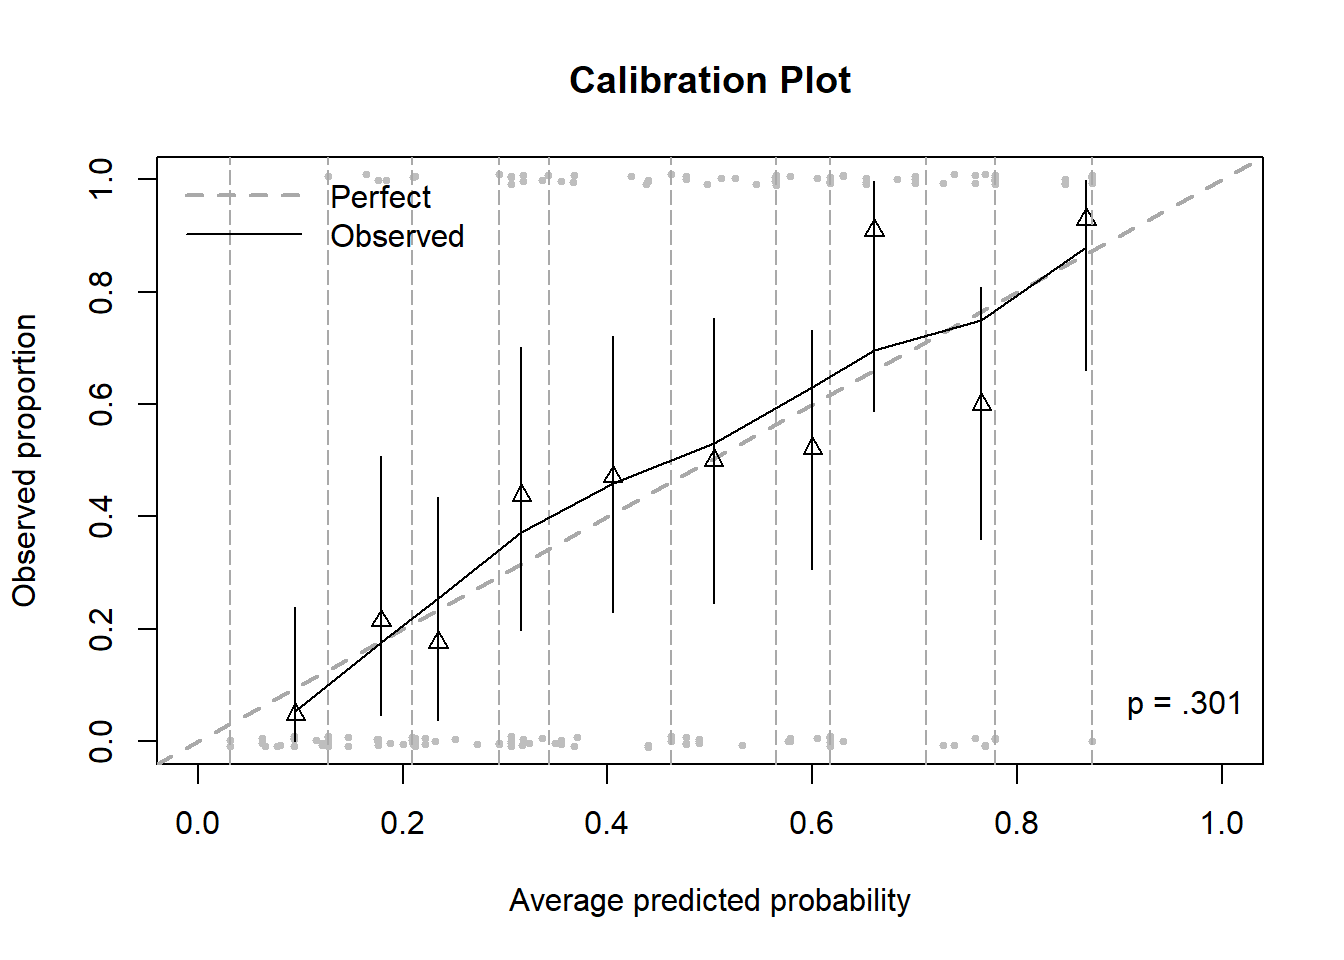 Calibration Plot
Perfect
Observed
p = .301
Observed proportion
0.0
0.2
0.4
0.6
0.8
1.0
0.0 0.2 0.4 0.6 0.8 1.0
Average predicted probability